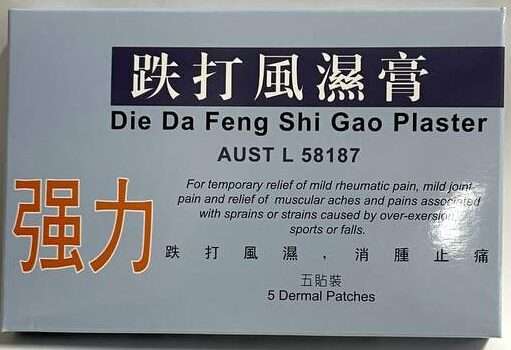 跌打風濕膏
Die Da Feng Shi Gao Plaster
AUST L 58187
For temporary relief of mild rheumatic pain, mild joint
pain and relief of muscular aches and pains associated
with sprains or strains caused by over-exersion,
sports or falls.
强力
跌打風濕，消腫止痛
五貼裝
5 Dermal Patches